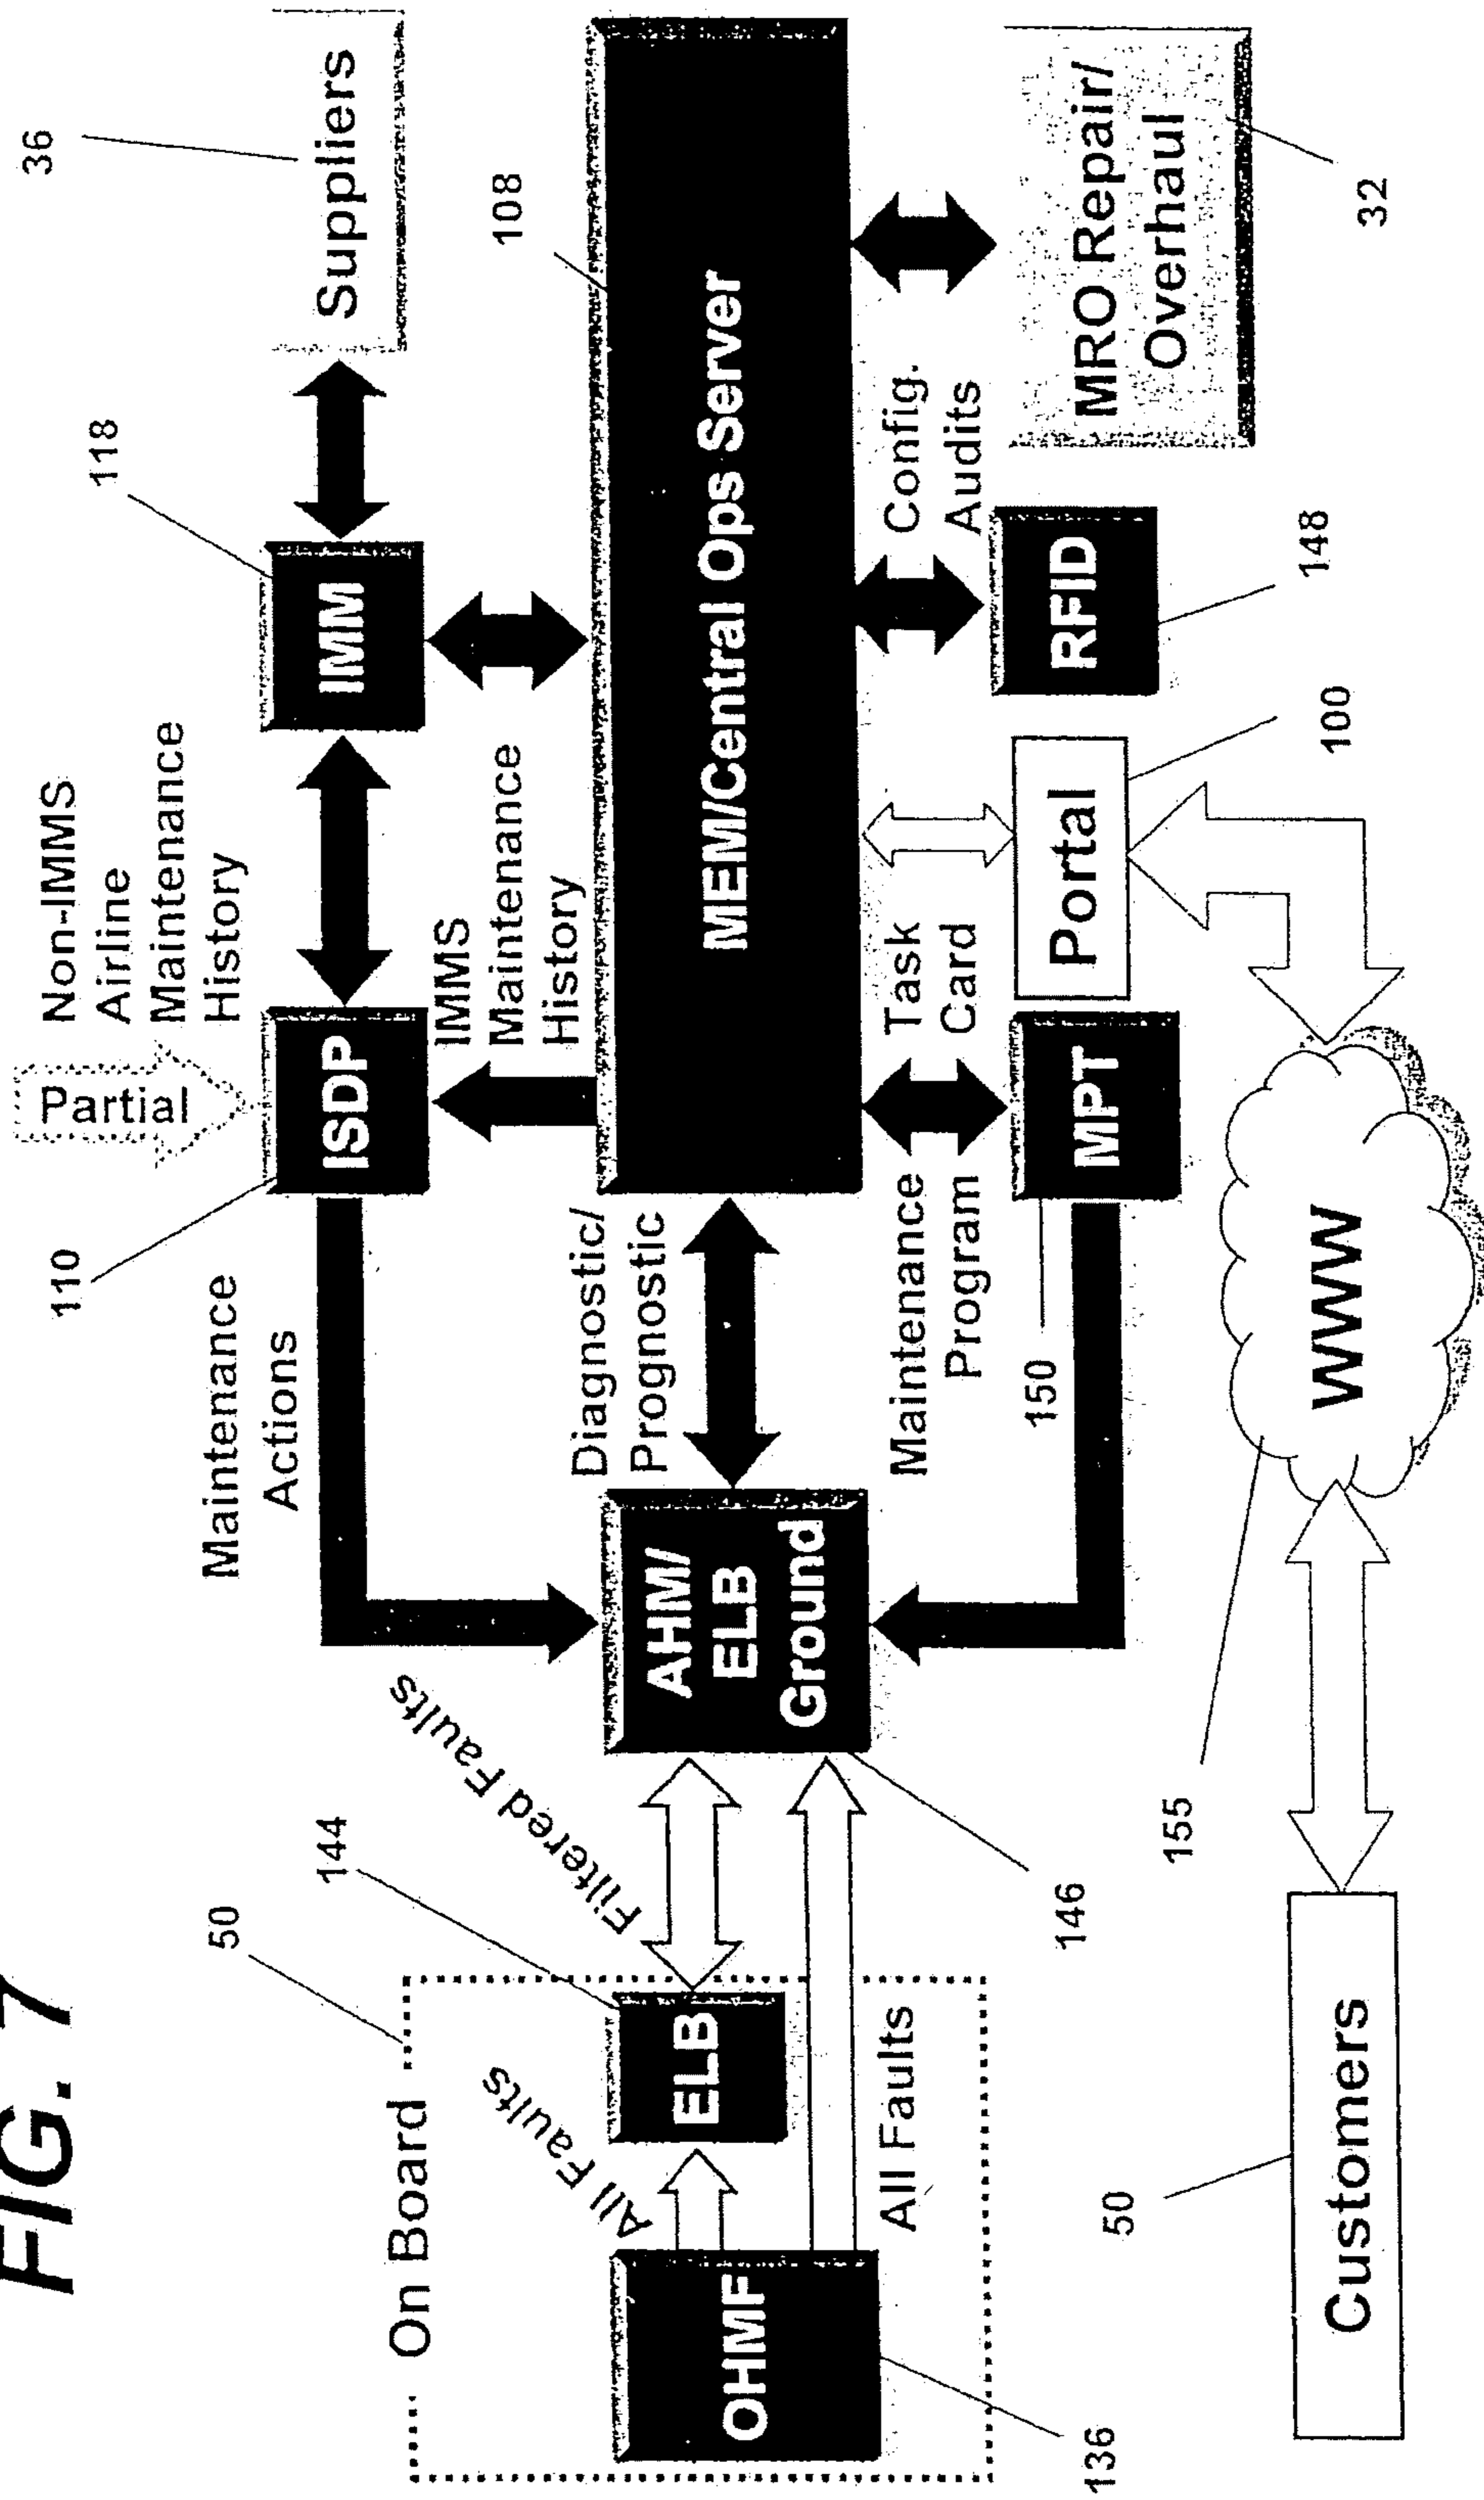 FIG. 7
Partial
Non-IMMS
Airline
Maintenance
History
36
110
118
Suppliers
Maintenance
Actions
ISDP
IMM
50
144
IMMS
Maintenance
History
108
On Board
All Faults
Filtered Faults
Diagnostic/
Prognostic
OHMF
ELB
AHM/
ELB
Ground
MEM/Central Ops Server
All Faults
Maintenance
Program
Task
Card
Config.
Audits
136
146
150
MPT
Portal
RFID
MRO Repair/
Overhaul
50
155
100
148
32
Customers
WWW